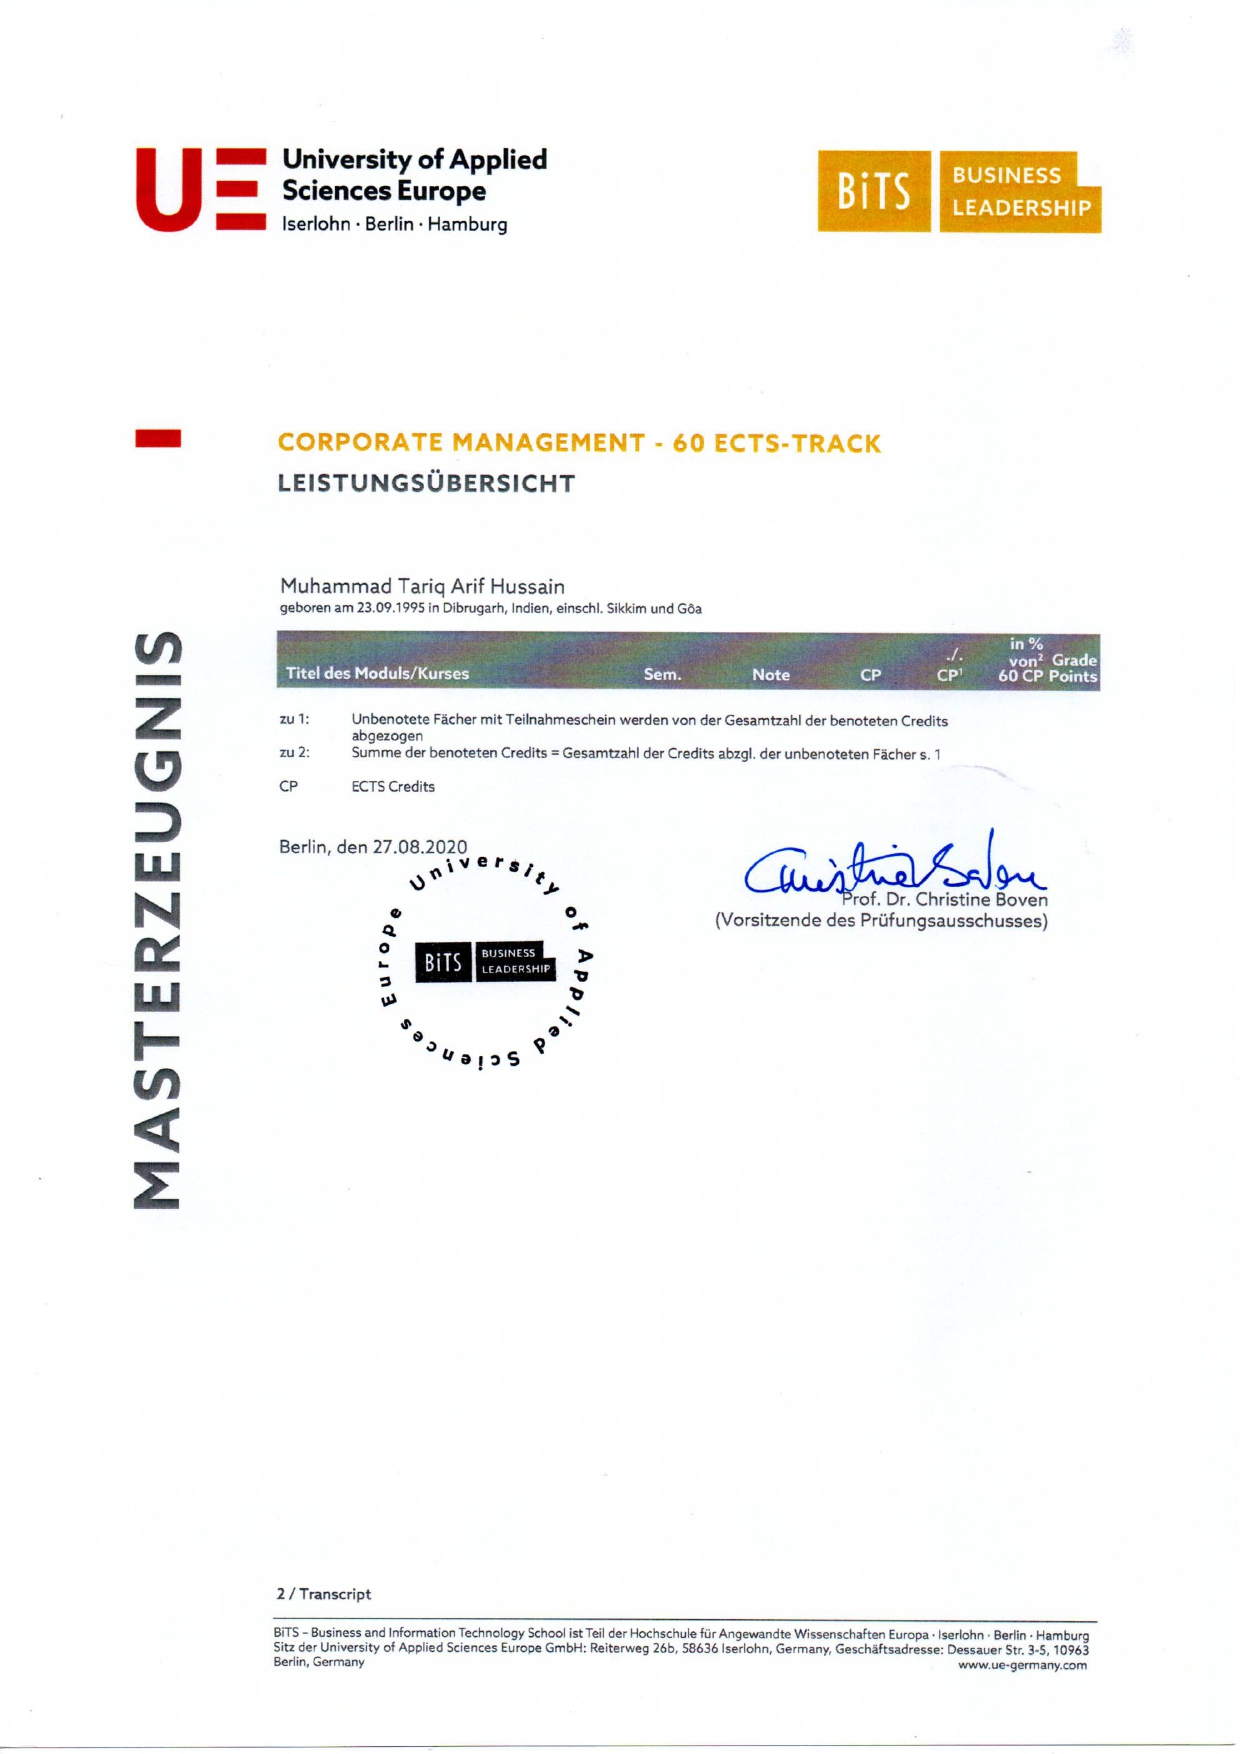 UE University of Applied
Sciences Europe
Iserlohn · Berlin · Hamburg
BiTS BUSINESS
LEADERSHIP
CORPORATE MANAGEMENT - 60 ECTS-TRACK
LEISTUNGSÜBERSICHT
MASTERZEUGNIS
Muhammad Tariq Arif Hussain
geboren am 23.09.1995 in Dibrugarh, Indien, einschl. Sikkim und Gôa
Titel des Moduls/Kurses Sem. Note CP ./. CP¹ in % von² 60 CP Grade Points
zu 1: Unbenotete Fächer mit Teilnahmeschein werden von der Gesamtzahl der benoteten Credits
abgezogen
zu 2: Summe der benoteten Credits = Gesamtzahl der Credits abzgl. der unbenoteten Fächer s. 1
CP ECTS Credits
Berlin, den 27.08.2020
Christine Boven
Prof. Dr. Christine Boven
(Vorsitzende des Prüfungsausschusses)
University of Applied Sciences Europe
BiTS BUSINESS
LEADERSHIP
2 / Transcript
BiTS – Business and Information Technology School ist Teil der Hochschule für Angewandte Wissenschaften Europa · Iserlohn · Berlin · Hamburg
Sitz der University of Applied Sciences Europe GmbH: Reiterweg 26b, 58636 Iserlohn, Germany, Geschäftsadresse: Dessauer Str. 3-5, 10963
Berlin, Germany www.ue-germany.com